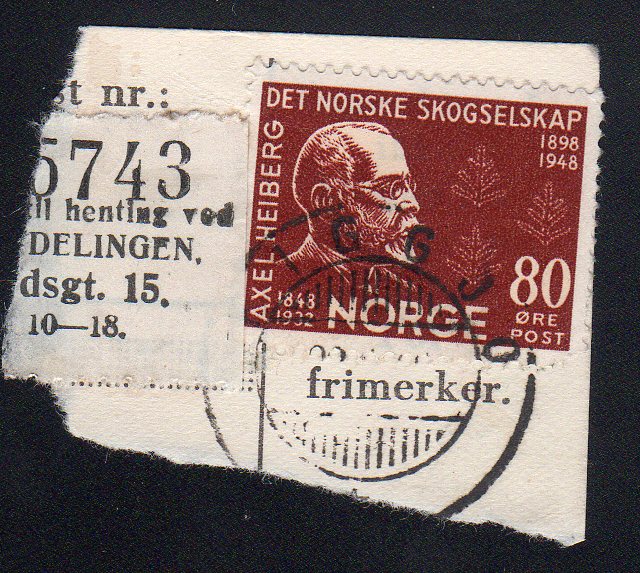 st nr.:
5743
ll henting ved
DELINGEN,
dsgt. 15.
10—18.
DET NORSKE SKOGSELSKAP
1898
1948
AXEL HEIBERG
1848
1932
NORGE
80
ØRE
POST
IGGJO
frimerker.